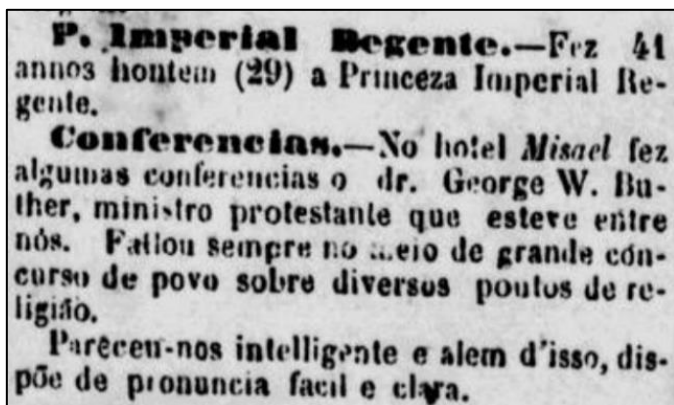 P. Imperial Regente.—Fez 41
annos hontem (29) a Princeza Imperial Re-
gente.
Conferencias.—No hotel Misael fez
algumas conferencias o dr. George W. Bu-
ther, ministro protestante que esteve entre
nós. Fallou sempre no meio de grande con-
curso de povo sobre diversos pontos de re-
ligião.
Pareceu-nos intelligente e alem d'isso, dis-
põe de pronuncia facil e clara.